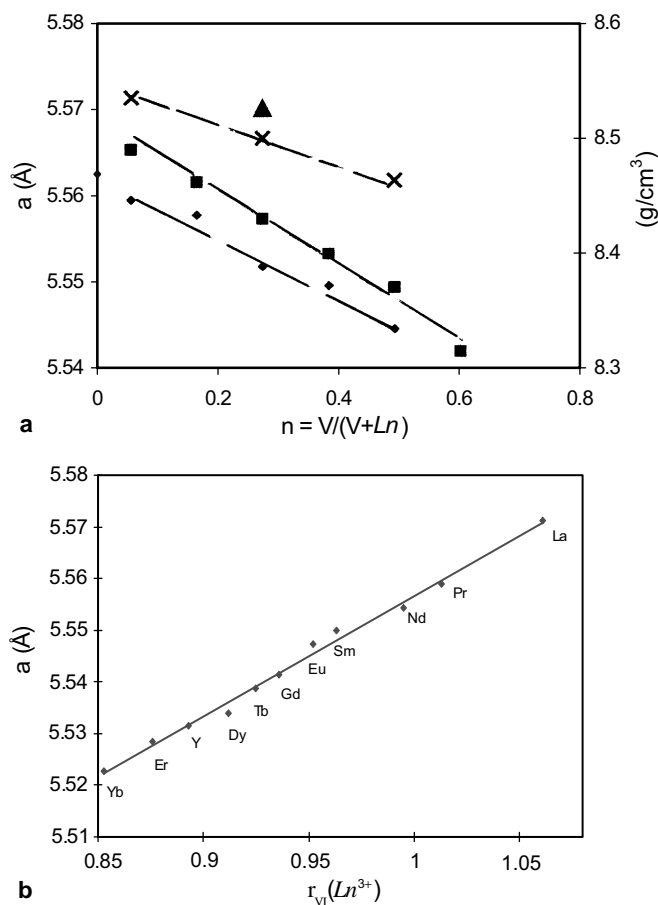 5.58
5.57
5.56
5.55
5.54
a (Å)
8.6
8.5
8.4
8.3
(g/cm³)
0
0.2
0.4
0.6
0.8
n = V/(V+Ln)
a
5.58
5.57
5.56
5.55
5.54
5.53
5.52
5.51
a (Å)
La
Pr
Nd
Sm
Eu
Gd
Tb
Dy
Y
Er
Yb
0.85
0.9
0.95
1
1.05
r_VI(Ln³⁺)
b